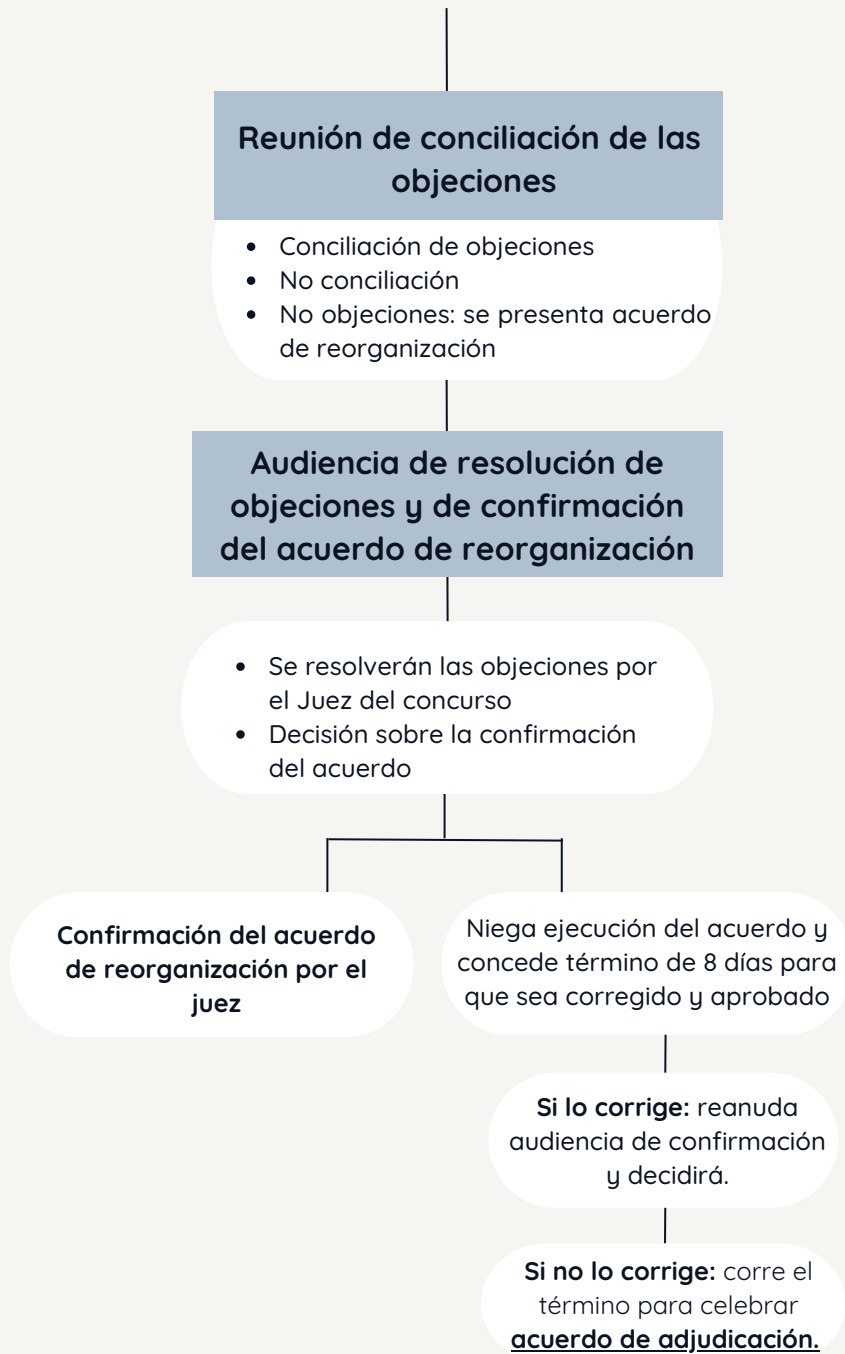 Reunión de conciliación de las
objeciones
• Conciliación de objeciones
• No conciliación
• No objeciones: se presenta acuerdo
de reorganización
Audiencia de resolución de
objeciones y de confirmación
del acuerdo de reorganización
• Se resolverán las objeciones por
el Juez del concurso
• Decisión sobre la confirmación
del acuerdo
Confirmación del acuerdo
de reorganización por el
juez
Niega ejecución del acuerdo y
concede término de 8 días para
que sea corregido y aprobado
Si lo corrige: reanuda
audiencia de confirmación
y decidirá.
Si no lo corrige: corre el
término para celebrar
acuerdo de adjudicación.